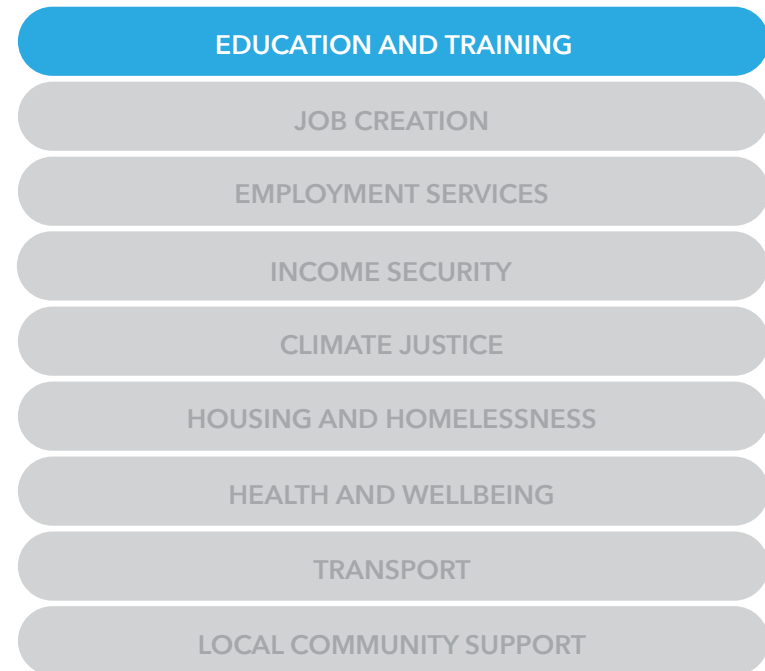 EDUCATION AND TRAINING
JOB CREATION
EMPLOYMENT SERVICES
INCOME SECURITY
CLIMATE JUSTICE
HOUSING AND HOMELESSNESS
HEALTH AND WELLBEING
TRANSPORT
LOCAL COMMUNITY SUPPORT